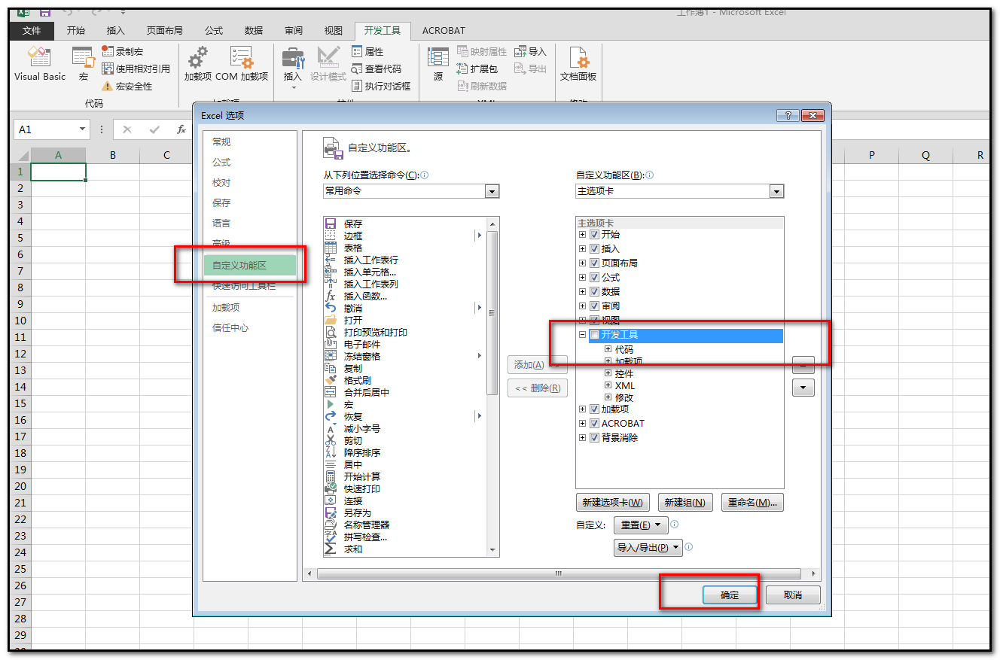 工作簿1 - Microsoft Excel
文件 开始 插入 页面布局 公式 数据 审阅 视图 开发工具 ACROBAT
Visual Basic
宏
录制宏
使用相对引用
宏安全性
代码
加载项
COM 加载项
加载项
插入
设计模式
属性
查看代码
执行对话框
控件
源
映射属性
扩展包
刷新数据
导入
导出
XML
文档面板
修改
A1
fx
A B C P Q R
1
2
3
4
5
6
7
8
9
10
11
12
13
14
15
16
17
18
19
20
21
22
23
24
25
26
27
28
29
Excel 选项
?
常规
公式
校对
保存
语言
高级
自定义功能区
快速访问工具栏
加载项
信任中心
自定义功能区。
从下列位置选择命令(C):
常用命令
保存
边框
表格
插入工作表行
插入单元格...
插入工作表列
插入函数...
撤消
打开
打印预览和打印
电子邮件
冻结窗格
复制
格式刷
合并后居中
宏
恢复
减小字号
剪切
降序排序
居中
开始计算
快速打印
连接
另存为
名称管理器
拼写检查...
求和
添加(A) >>
<< 删除(R)
自定义功能区(B):
主选项卡
主选项卡
开始
插入
页面布局
公式
数据
审阅
视图
开发工具
代码
加载项
控件
XML
修改
加载项
ACROBAT
背景消除
新建选项卡(W) 新建组(N) 重命名(M)...
自定义: 重置(E)
导入/导出(P)
确定 取消